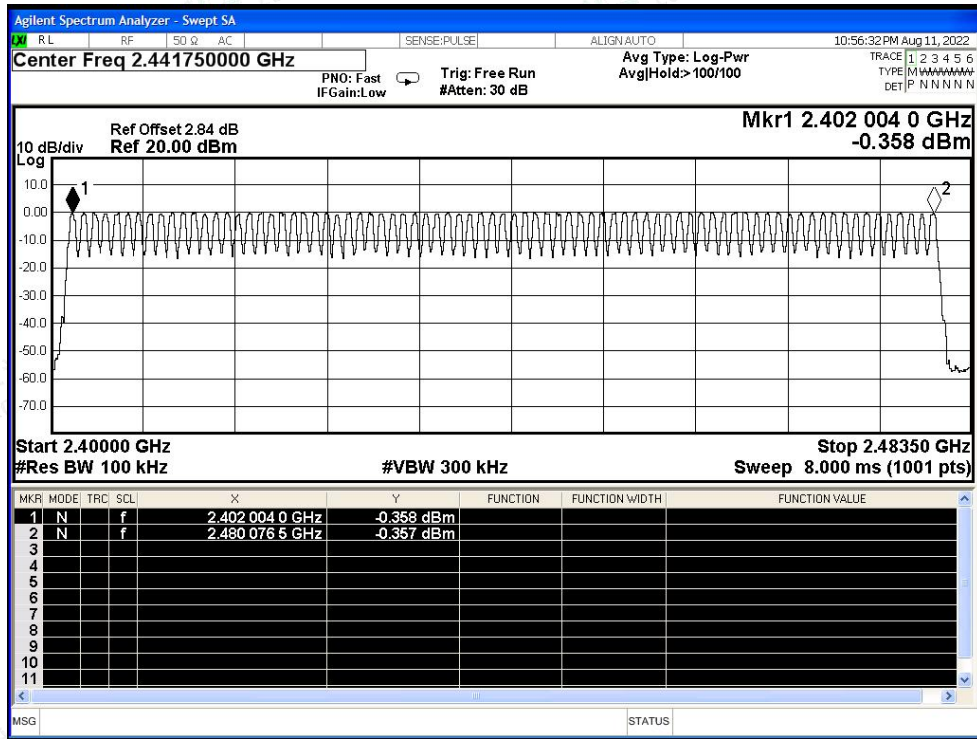 Agilent Spectrum Analyzer - Swept SA
LXI RL RF 50 Ω AC SENSE:PULSE ALIGN AUTO 10:56:32 PM Aug 11, 2022
Center Freq 2.441750000 GHz
PNO: Fast
IFGain:Low
Trig: Free Run
#Atten: 30 dB
Avg Type: Log-Pwr
Avg|Hold:>100/100
TRACE 1 2 3 4 5 6
TYPE M
DET P N N N N N
Ref Offset 2.84 dB
10 dB/div Ref 20.00 dBm
Log
Mkr1 2.402 004 0 GHz
-0.358 dBm
1
2
10.0
0.00
-10.0
-20.0
-30.0
-40.0
-50.0
-60.0
-70.0
Start 2.40000 GHz Stop 2.48350 GHz
#Res BW 100 kHz #VBW 300 kHz Sweep 8.000 ms (1001 pts)
MKR MODE TRC SCL X Y FUNCTION FUNCTION WIDTH FUNCTION VALUE
1 N f 2.402 004 0 GHz -0.358 dBm
2 N f 2.480 076 5 GHz -0.357 dBm
3
4
5
6
7
8
9
10
11
MSG STATUS